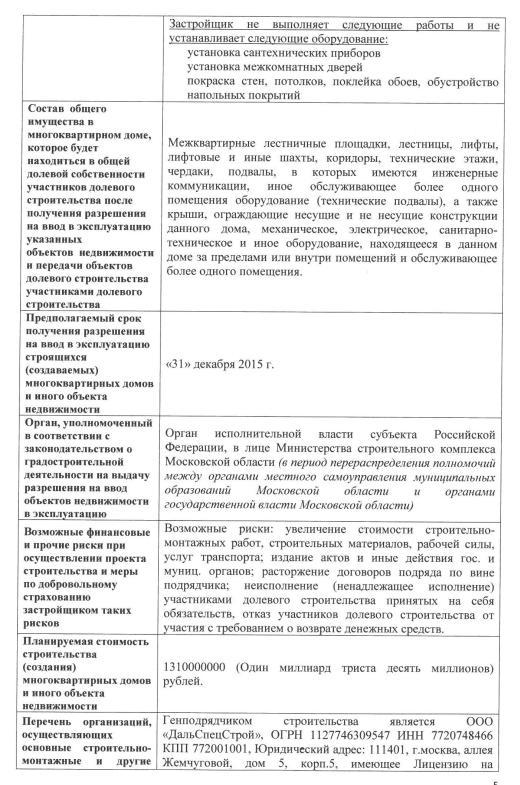 Застройщик не выполняет следующие работы и не
устанавливает следующие оборудование:
установка сантехнических приборов
установка межкомнатных дверей
покраска стен, потолков, поклейка обоев, обустройство
напольных покрытий
Состав общего
имущества в
многоквартирном доме,
которое будет
находиться в общей
долевой собственности
участников долевого
строительства после
получения разрешения
на ввод в эксплуатацию
указанных
объектов недвижимости
и передачи объектов
долевого строительства
участниками долевого
строительства
Межквартирные лестничные площадки, лестницы, лифты,
лифтовые и иные шахты, коридоры, технические этажи,
чердаки, подвалы, в которых имеются инженерные
коммуникации, иное обслуживающее более одного
помещения оборудование (технические подвалы), а также
крыши, ограждающие несущие и не несущие конструкции
данного дома, механическое, электрическое, санитарно-
техническое и иное оборудование, находящееся в данном
доме за пределами или внутри помещений и обслуживающее
более одного помещения.
Предполагаемый срок
получения разрешения
на ввод в эксплуатацию
строящихся
(создаваемых)
многоквартирных домов
и иного объекта
недвижимости
«31» декабря 2015 г.
Орган, уполномоченный
в соответствии с
законодательством о
градостроительной
деятельности на выдачу
разрешения на ввод
объектов недвижимости
в эксплуатацию
Орган исполнительной власти субъекта Российской
Федерации, в лице Министерства строительного комплекса
Московской области (в период перераспределения полномочий
между органами местного самоуправления муниципальных
образований Московской области и органами
государственной власти Московской области)
Возможные финансовые
и прочие риски при
осуществлении проекта
строительства и меры
по добровольному
страхованию
застройщиком таких
рисков
Возможные риски: увеличение стоимости строительно-
монтажных работ, строительных материалов, рабочей силы,
услуг транспорта; издание актов и иные действия гос. и
муниц. органов; расторжение договоров подряда по вине
подрядчика; неисполнение (ненадлежащее исполнение)
участниками долевого строительства принятых на себя
обязательств, отказ участников долевого строительства от
участия с требованием о возврате денежных средств.
Планируемая стоимость
строительства
(создания)
многоквартирных домов
и иного объекта
недвижимости
1310000000 (Один миллиард триста десять миллионов)
рублей.
Перечень организаций,
осуществляющих
основные строительно-
монтажные и другие
Генподрядчиком строительства является ООО
«ДальСпецСтрой», ОГРН 1127746309547 ИНН 7720748466
КПП 772001001, Юридический адрес: 111401, г.москва, аллея
Жемчуговой, дом 5, корп.5, имеющее Лицензию на